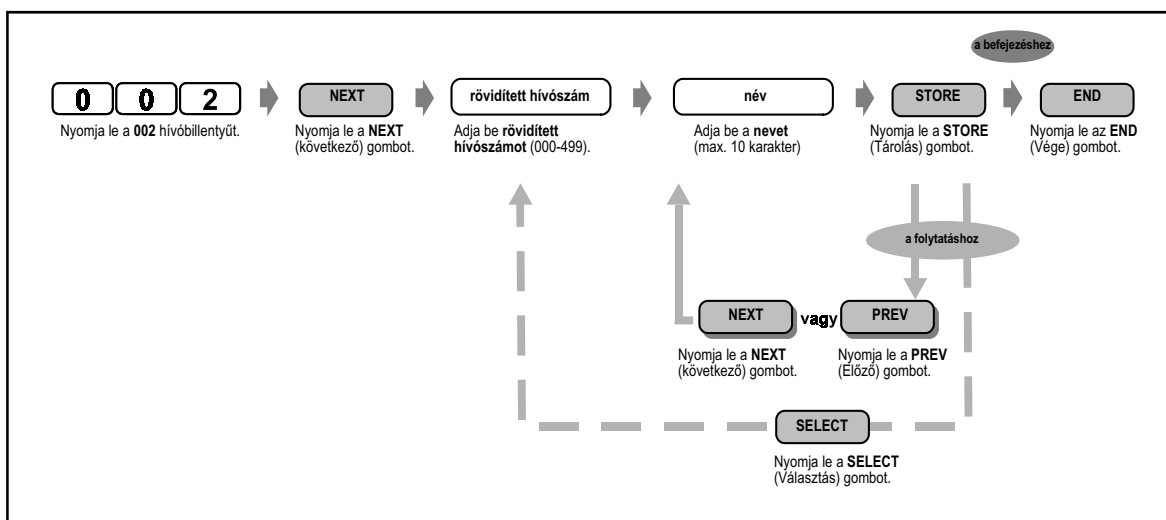 a befejezéshez
0 0 2
NEXT
rövidített hívószám
név
STORE
END
Nyomja le a 002 hívóbillentyűt.
Nyomja le a NEXT
(következő) gombot.
Adja be rövidített
hívószámot (000-499).
Adja be a nevet
(max. 10 karakter)
Nyomja le a STORE
(Tárolás) gombot.
Nyomja le az END
(Vége) gombot.
a folytatáshoz
NEXT vagy PREV
Nyomja le a NEXT
(következő) gombot.
Nyomja le a PREV
(Előző) gombot.
SELECT
Nyomja le a SELECT
(Választás) gombot.